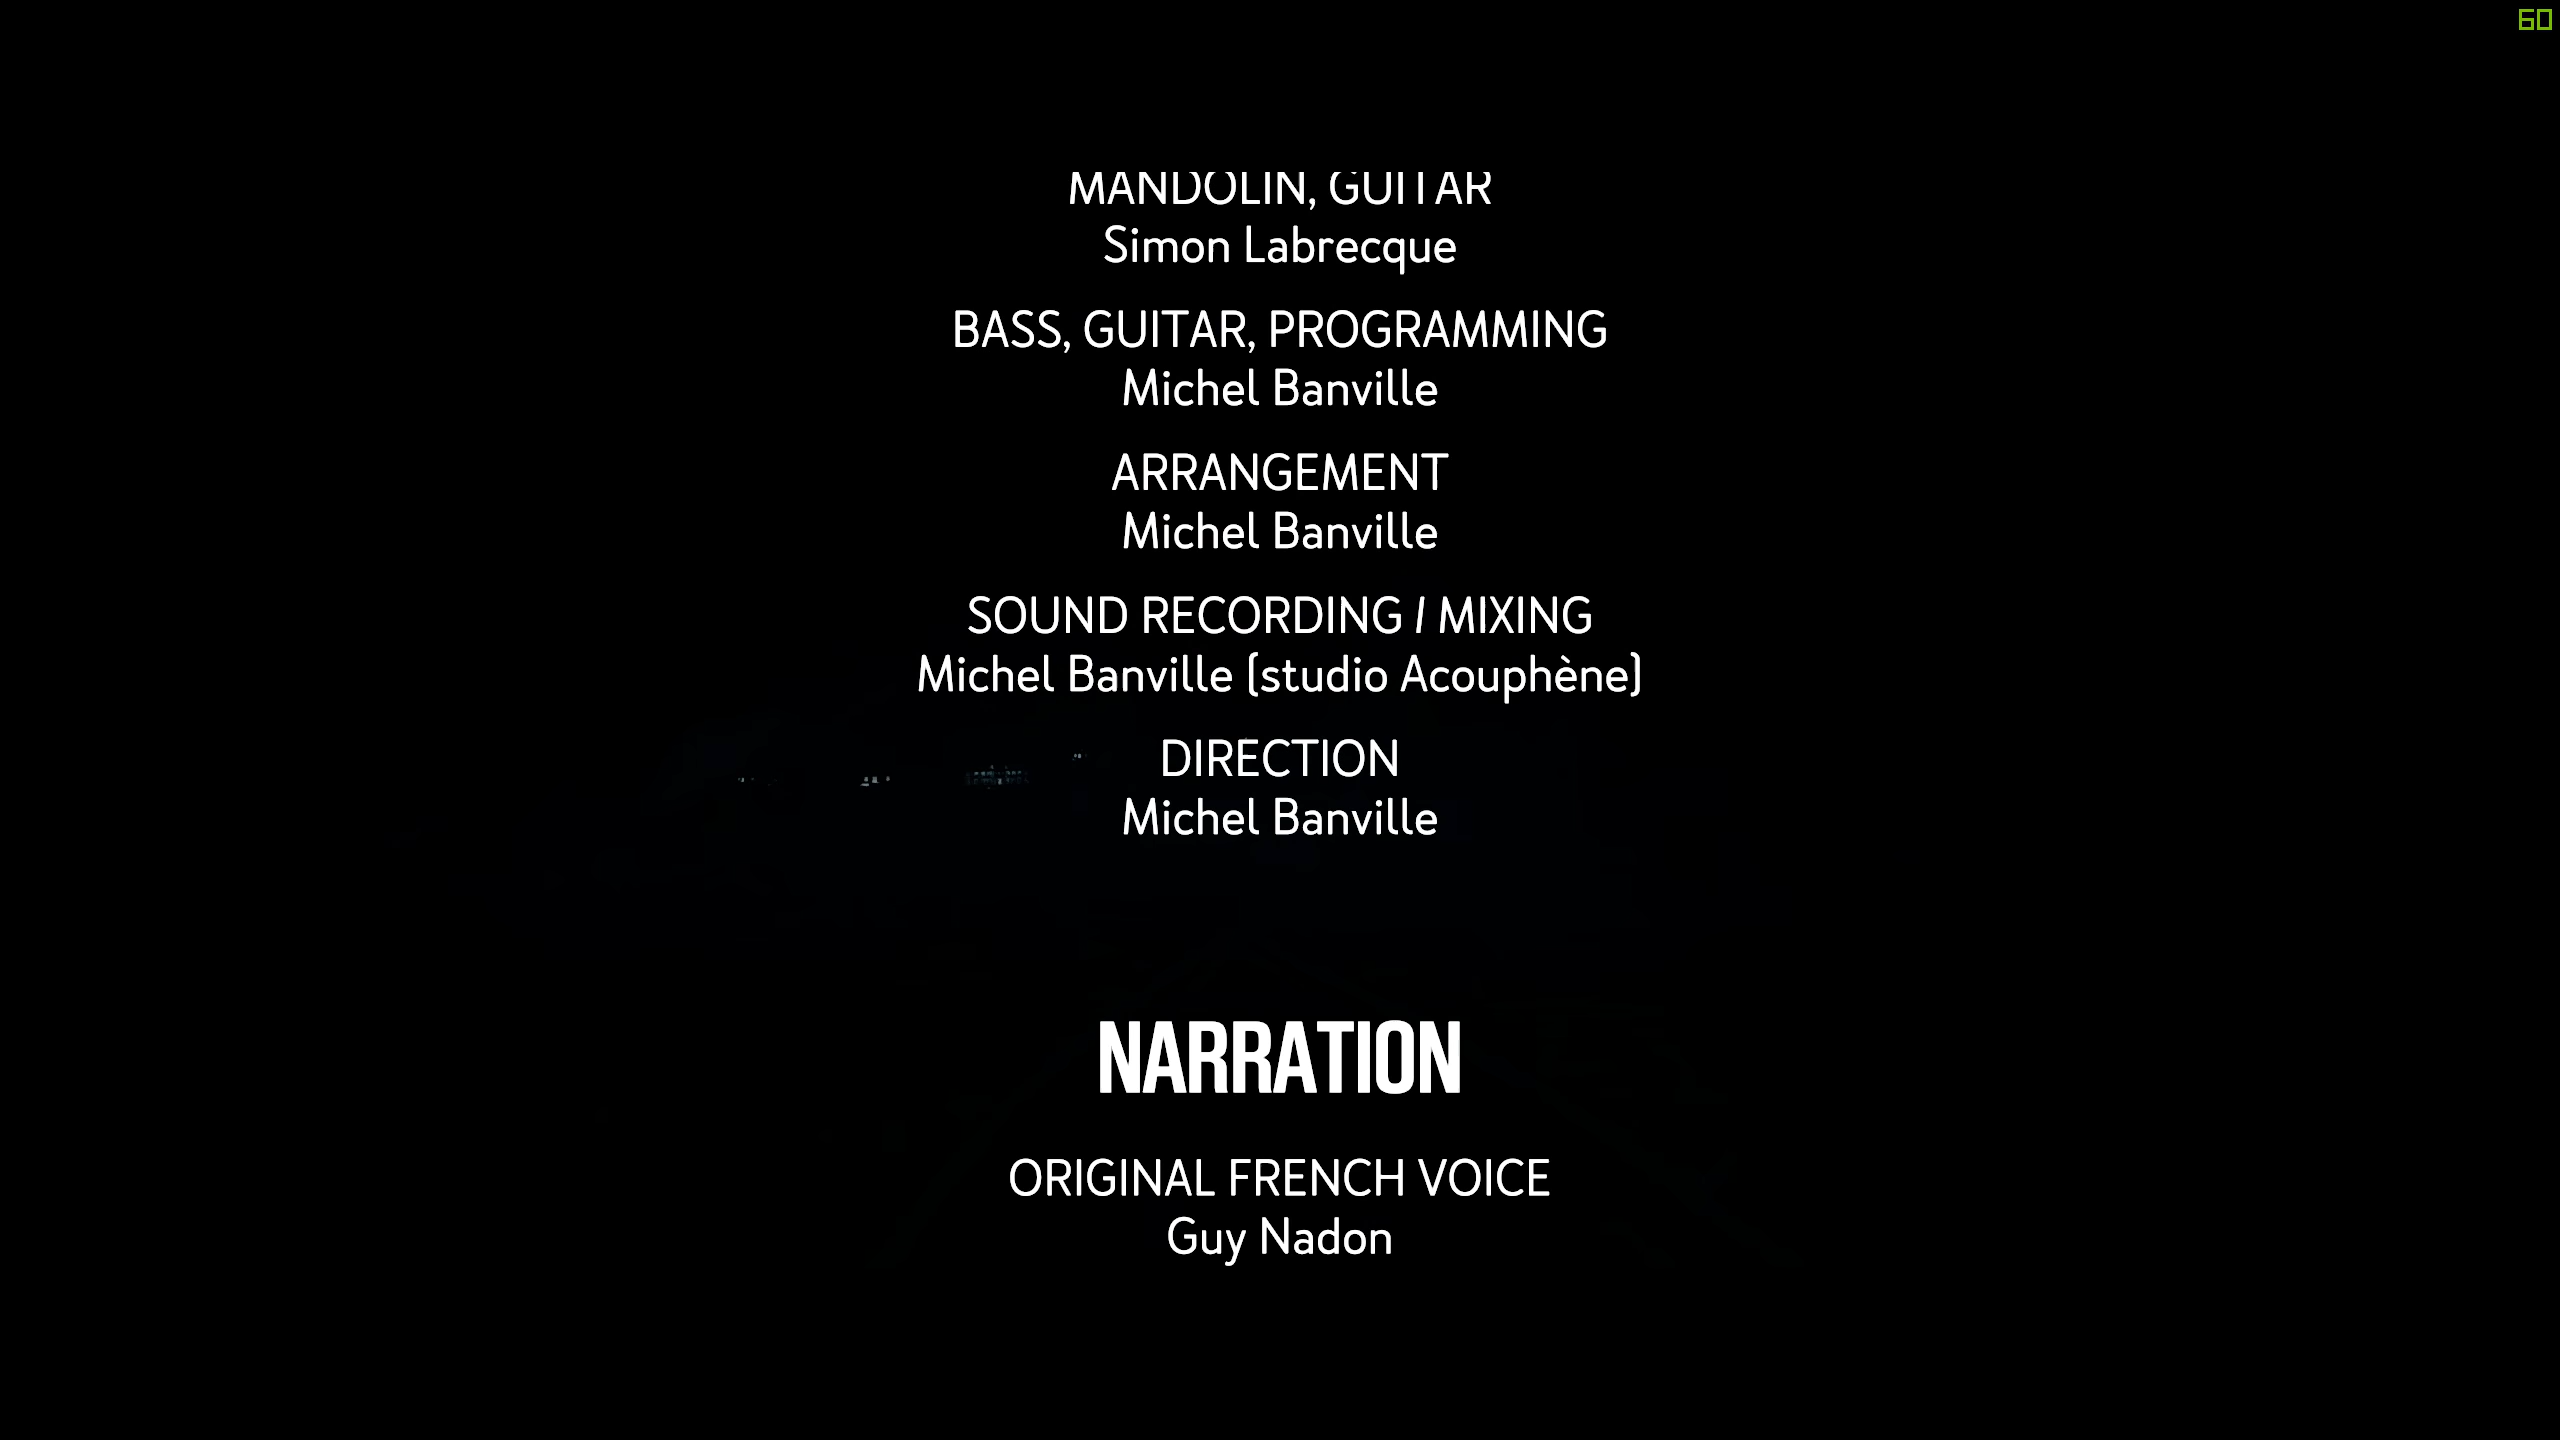 60
MANDOLIN, GUITAR
Simon Labrecque
BASS, GUITAR, PROGRAMMING
Michel Banville
ARRANGEMENT
Michel Banville
SOUND RECORDING / MIXING
Michel Banville (studio Acouphène)
DIRECTION
Michel Banville
NARRATION
ORIGINAL FRENCH VOICE
Guy Nadon